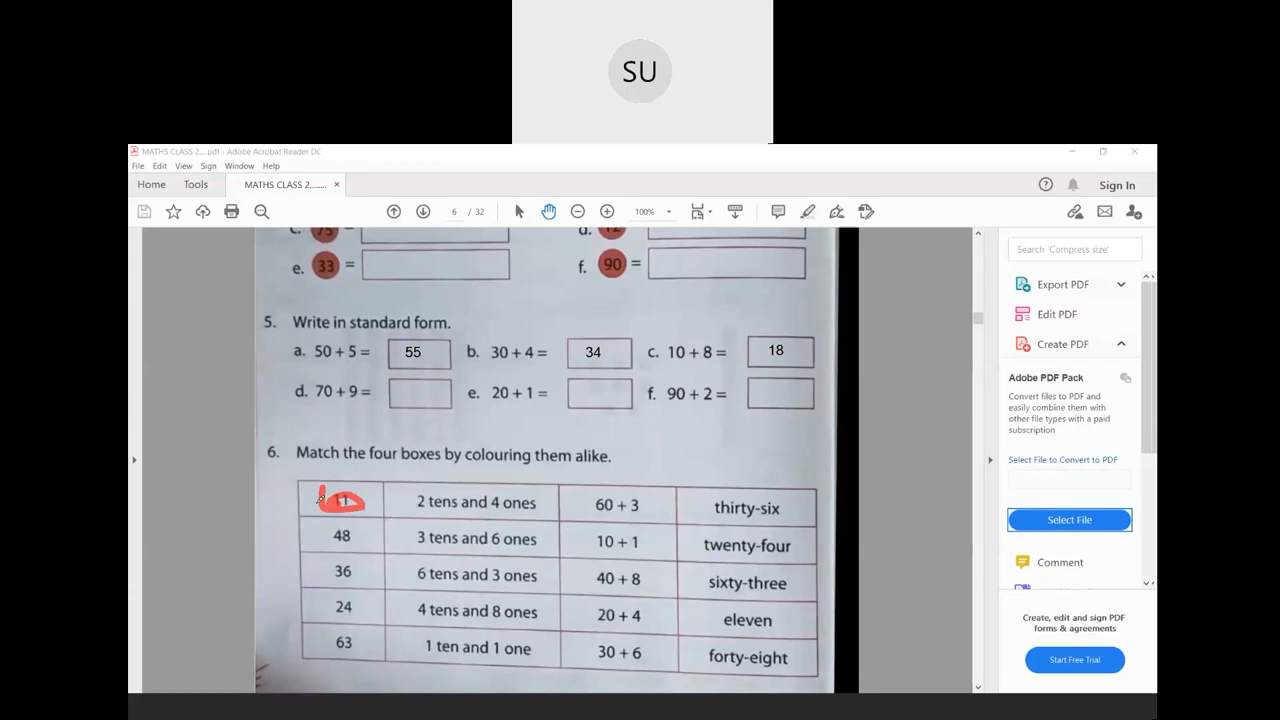 SU
MATHS CLASS 2....pdf - Adobe Acrobat Reader DC
File Edit View Sign Window Help
Home Tools MATHS CLASS 2....... × Sign In
6 / 32 100%
c. 75 = d. 12 =
e. 33 = f. 90 =
5. Write in standard form.
a. 50 + 5 = 55 b. 30 + 4 = 34 c. 10 + 8 = 18
d. 70 + 9 = e. 20 + 1 = f. 90 + 2 =
6. Match the four boxes by colouring them alike.
11 2 tens and 4 ones 60 + 3 thirty-six
48 3 tens and 6 ones 10 + 1 twenty-four
36 6 tens and 3 ones 40 + 8 sixty-three
24 4 tens and 8 ones 20 + 4 eleven
63 1 ten and 1 one 30 + 6 forty-eight
Search 'Compress size'
Export PDF
Edit PDF
Create PDF
Adobe PDF Pack
Convert files to PDF and
easily combine them with
other file types with a paid
subscription
Select File to Convert to PDF
Select File
Comment
Create, edit and sign PDF
forms & agreements
Start Free Trial